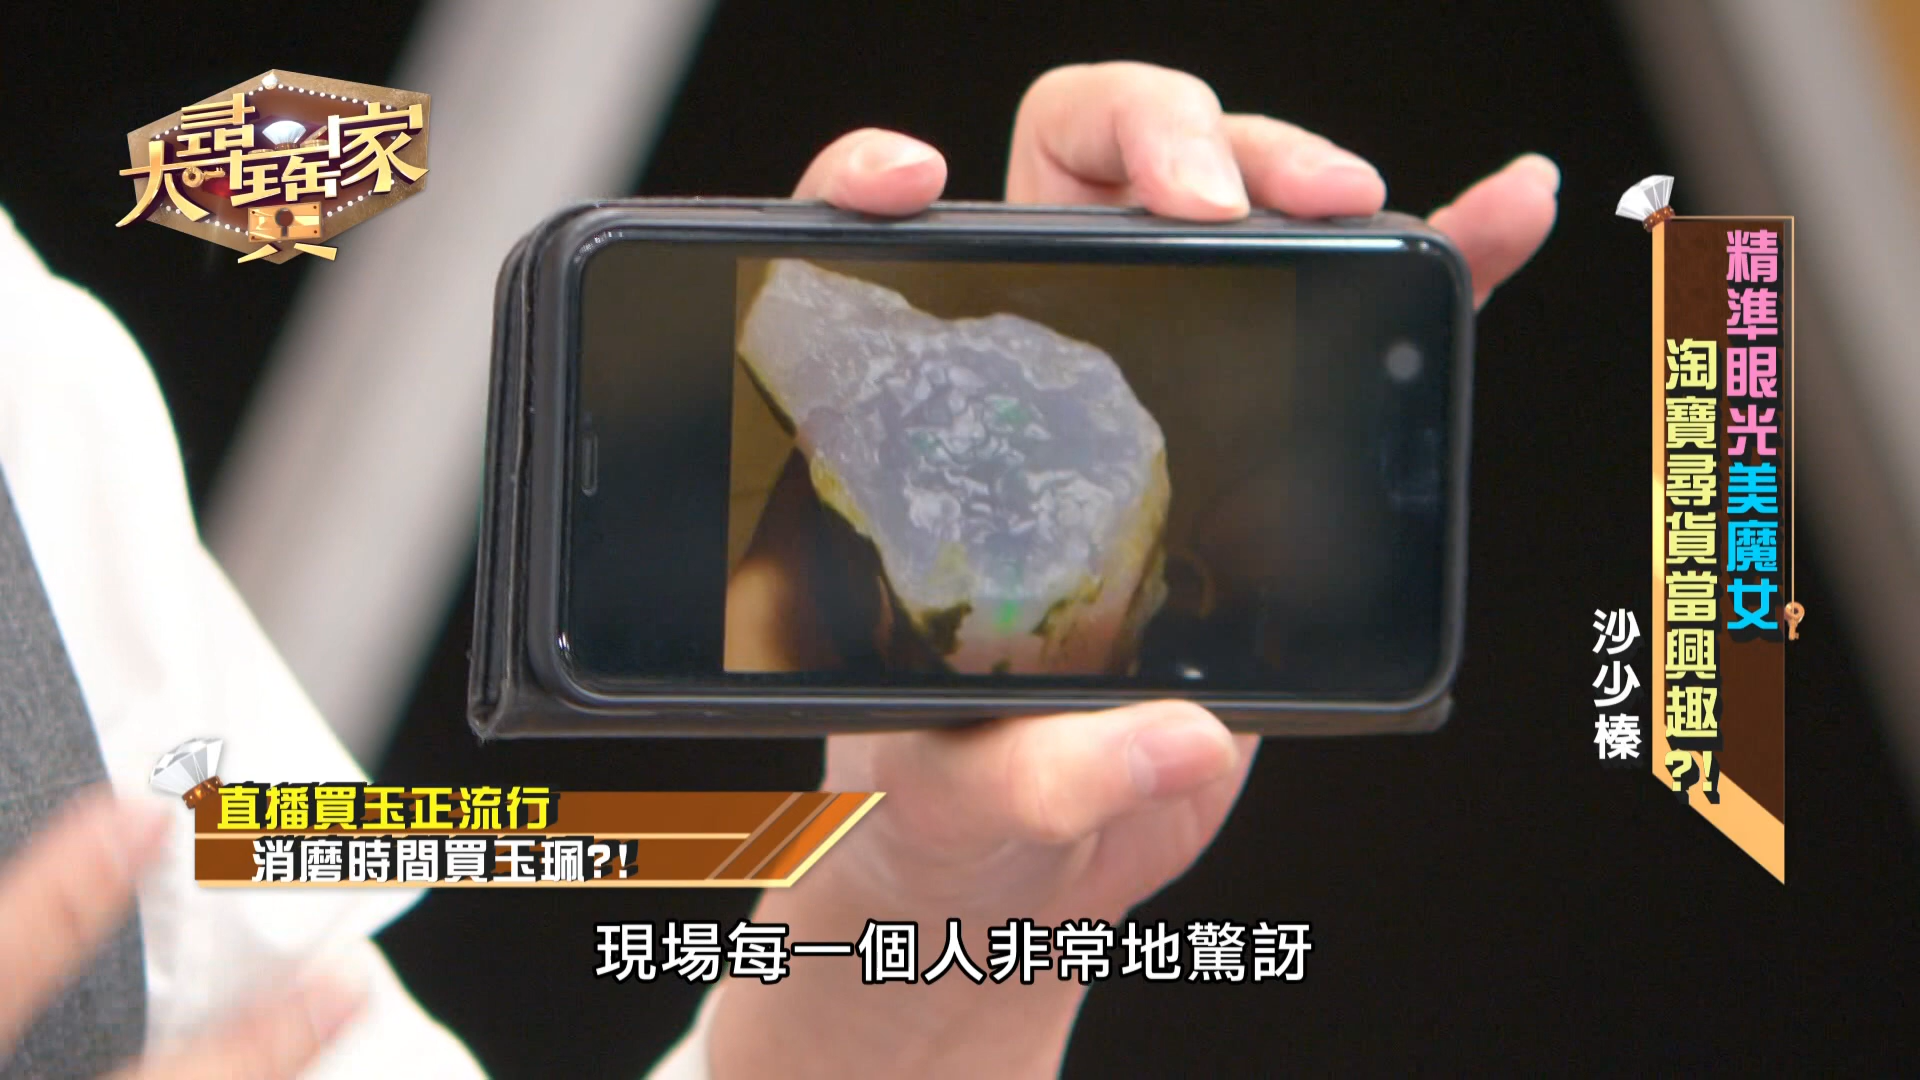 大尋寶家
精準眼光美魔女
淘寶尋貨當興趣?!
沙少榛
直播買玉正流行
消磨時間買玉珮?!
現場每一個人非常地驚訝